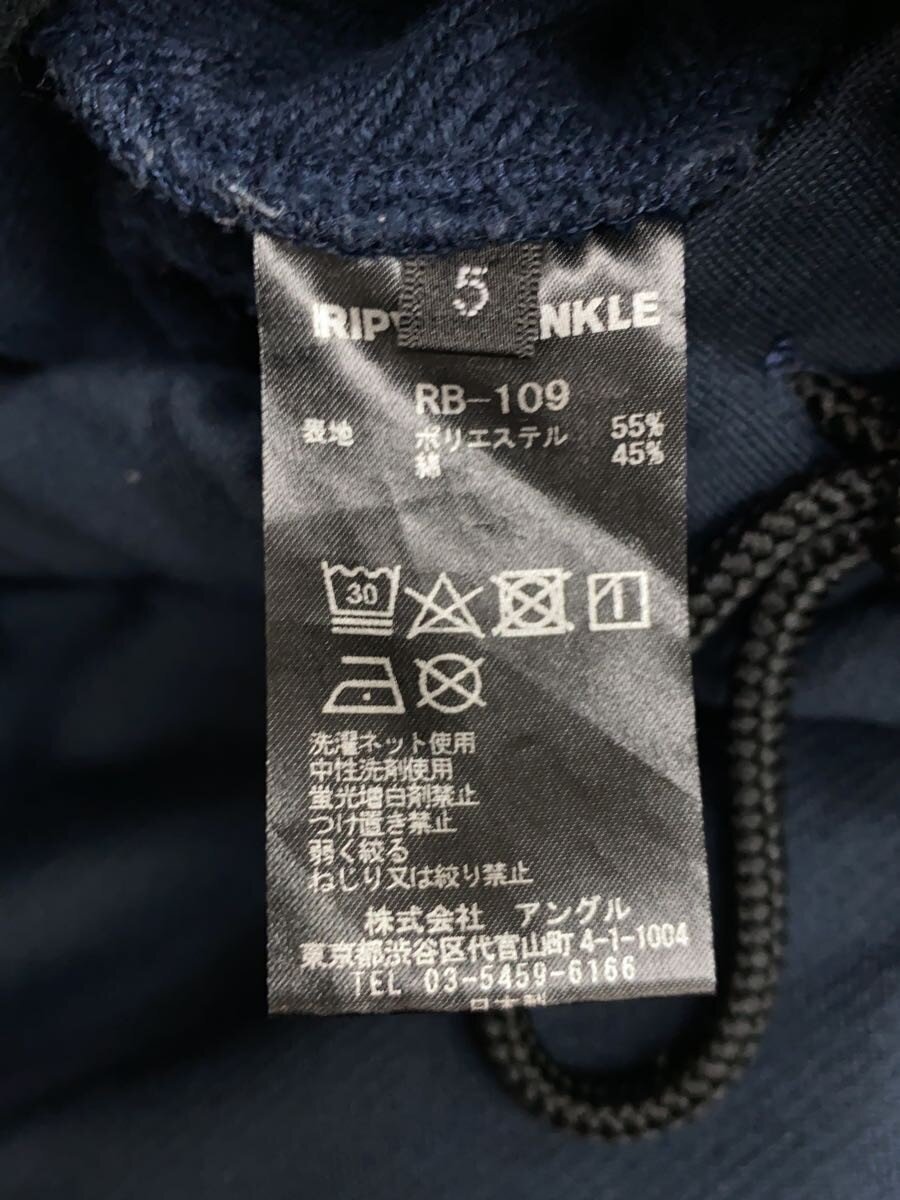 5
NKLE
RB-109
表地 ポリエステル 55%
綿 45%
30
洗濯ネット使用
中性洗剤使用
蛍光増白剤禁止
つけ置き禁止
弱く絞る
ねじり又は絞り禁止
株式会社 アングル
東京都渋谷区代官山町4-1-1004
TEL 03-5459-6166
日本製